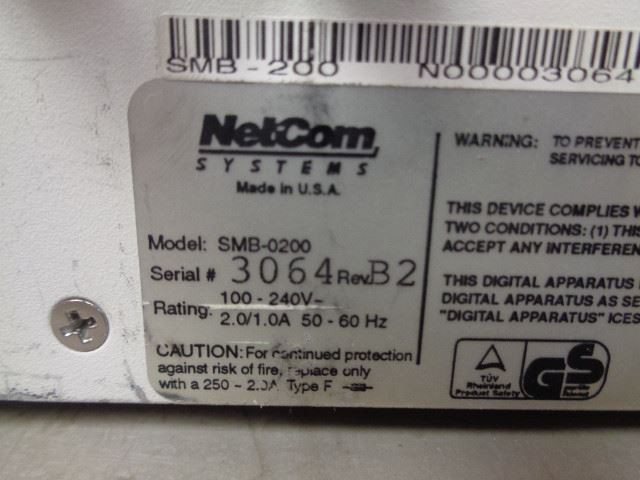 SMB-200 N00003064
NetCom
SYSTEMS
Made in U.S.A.
Model: SMB-0200
Serial # 3064 Rev. B2
Rating: 100 - 240V~
2.0/1.0A 50 - 60 Hz
CAUTION: For continued protection
against risk of fire, replace only
with a 250 - 2.0A Type F
WARNING: TO PREVENT
SERVICING TO
THIS DEVICE COMPLIES W
TWO CONDITIONS: (1) THIS
ACCEPT ANY INTERFEREN
THIS DIGITAL APPARATUS
DIGITAL APPARATUS AS SE
"DIGITAL APPARATUS" ICES
TÜV
Rheinland
Product Safety
GS